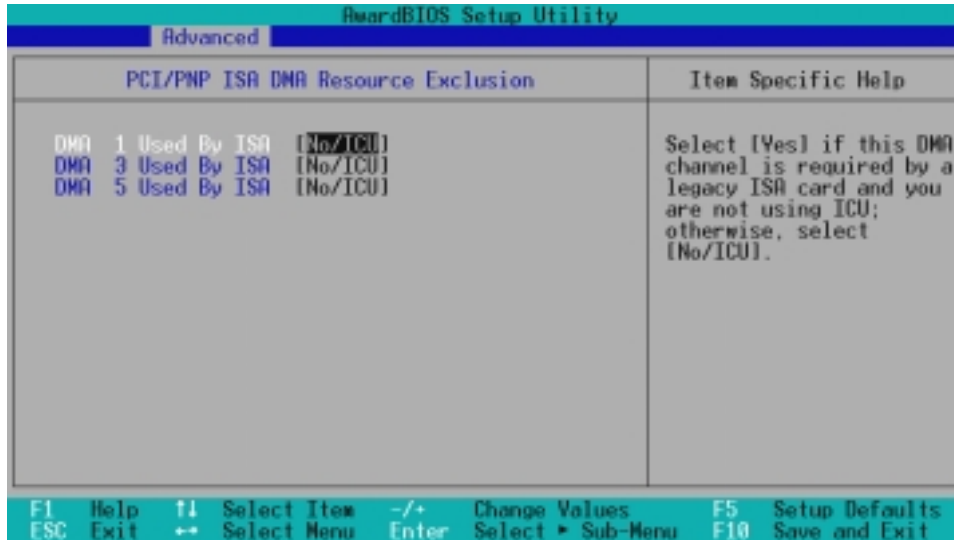 AwardBIOS Setup Utility
Advanced
PCI/PNP ISA DMA Resource Exclusion
DMA 1 Used By ISA [No/ICU]
DMA 3 Used By ISA [No/ICU]
DMA 5 Used By ISA [No/ICU]
Item Specific Help
Select [Yes] if this DMA
channel is required by a
legacy ISA card and you
are not using ICU;
otherwise, select
[No/ICU].
F1 Help ↑↓ Select Item -/+ Change Values F5 Setup Defaults
ESC Exit ←→ Select Menu Enter Select ► Sub-Menu F10 Save and Exit